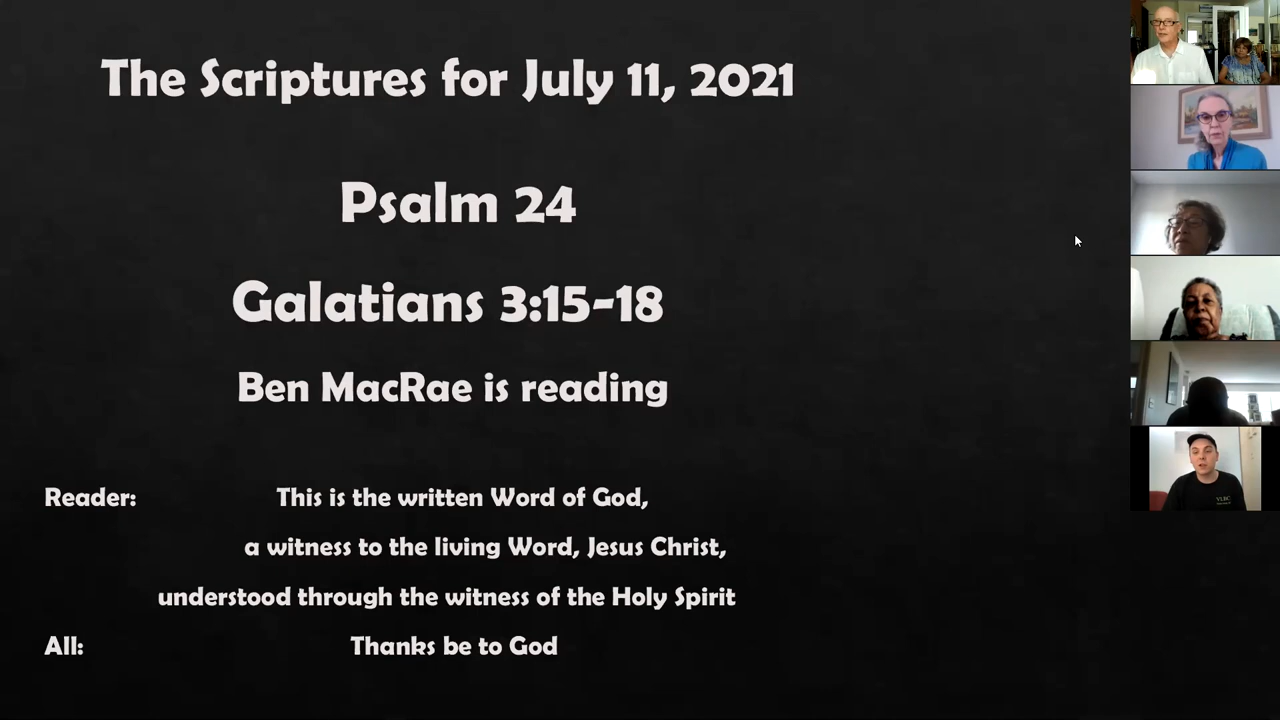 The Scriptures for July 11, 2021
Psalm 24
Galatians 3:15-18
Ben MacRae is reading
Reader: This is the written Word of God,
a witness to the living Word, Jesus Christ,
understood through the witness of the Holy Spirit
All: Thanks be to God
VLBC